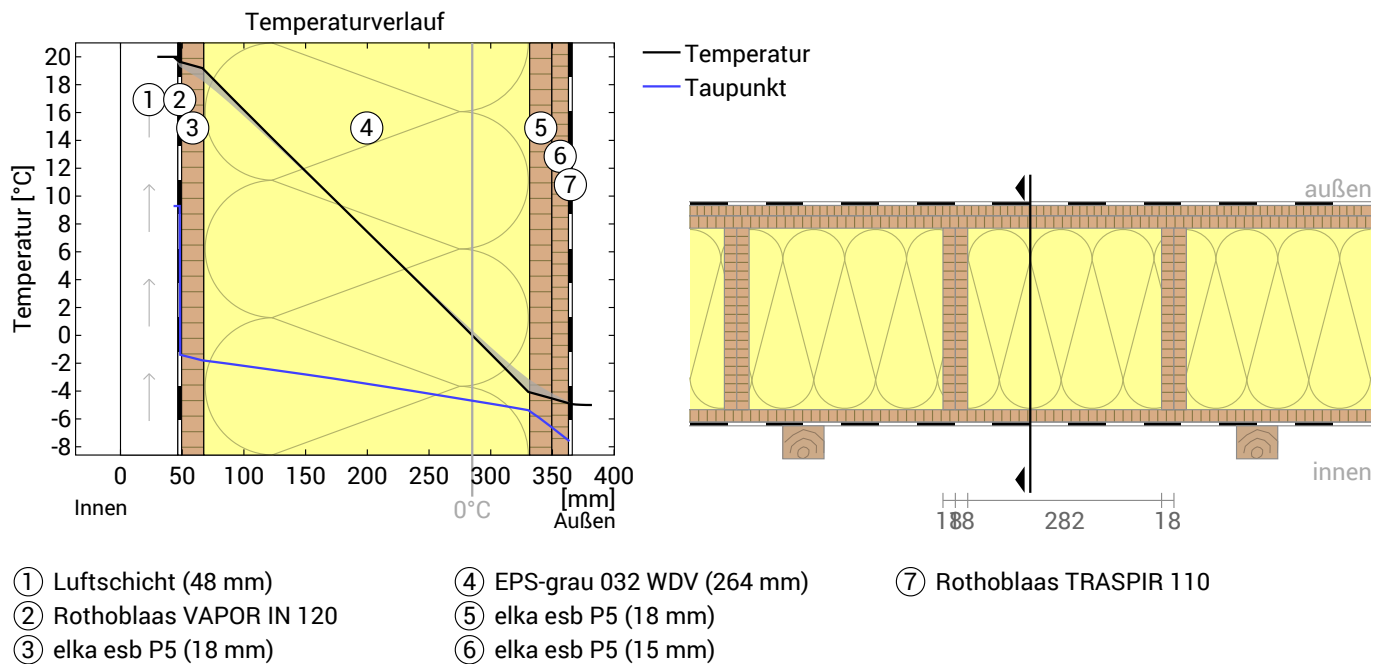 Temperaturverlauf
Temperatur [°C]
20
18
16
14
12
10
8
6
4
2
0
-2
-4
-6
-8
1
2
3
4
5
6
7
0 50 100 150 200 250 300 350 400
[mm]
Innen
0°C
Außen
Temperatur
Taupunkt
außen
innen
18
18
282
18
1 Luftschicht (48 mm)
2 Rothoblaas VAPOR IN 120
3 elka esb P5 (18 mm)
4 EPS-grau 032 WDV (264 mm)
5 elka esb P5 (18 mm)
6 elka esb P5 (15 mm)
7 Rothoblaas TRASPIR 110